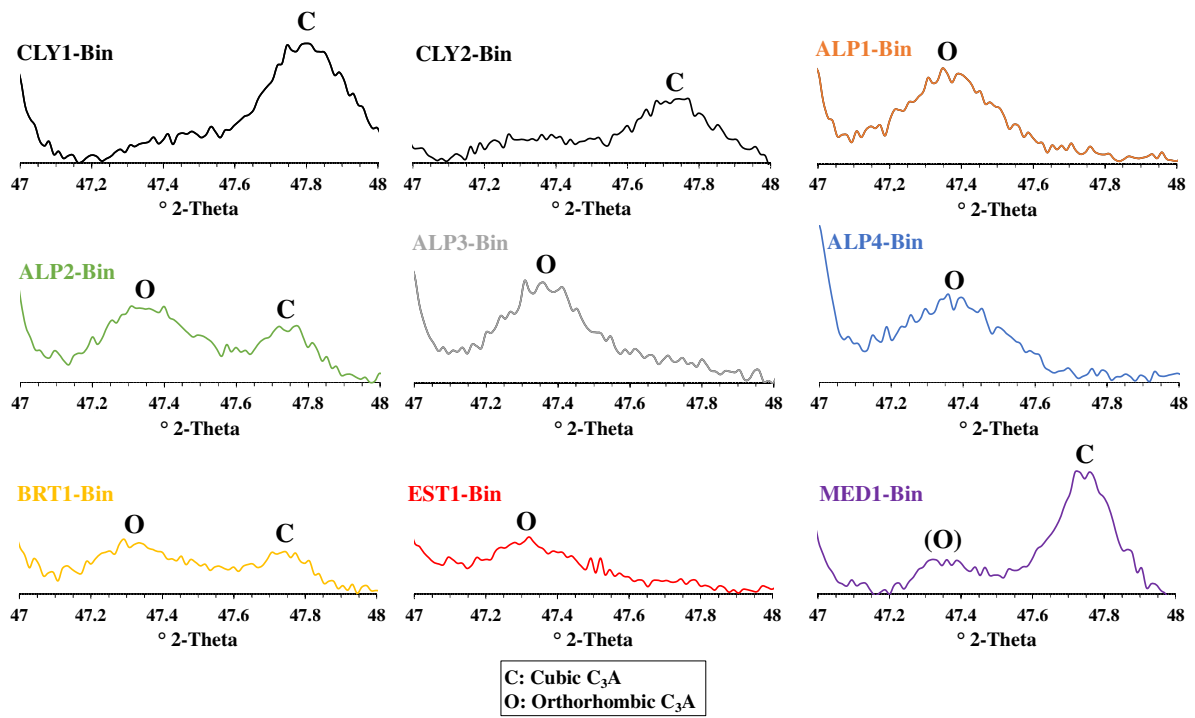 CLY1-Bin
C
47 47.2 47.4 47.6 47.8 48
° 2-Theta
CLY2-Bin
C
47 47.2 47.4 47.6 47.8 48
° 2-Theta
ALP1-Bin
O
47 47.2 47.4 47.6 47.8 48
° 2-Theta
ALP2-Bin
O
C
47 47.2 47.4 47.6 47.8 48
° 2-Theta
ALP3-Bin
O
47 47.2 47.4 47.6 47.8 48
° 2-Theta
ALP4-Bin
O
47 47.2 47.4 47.6 47.8 48
° 2-Theta
BRT1-Bin
O
C
47 47.2 47.4 47.6 47.8 48
° 2-Theta
EST1-Bin
O
47 47.2 47.4 47.6 47.8 48
° 2-Theta
MED1-Bin
(O)
C
47 47.2 47.4 47.6 47.8 48
° 2-Theta
C: Cubic C₃A
O: Orthorhombic C₃A